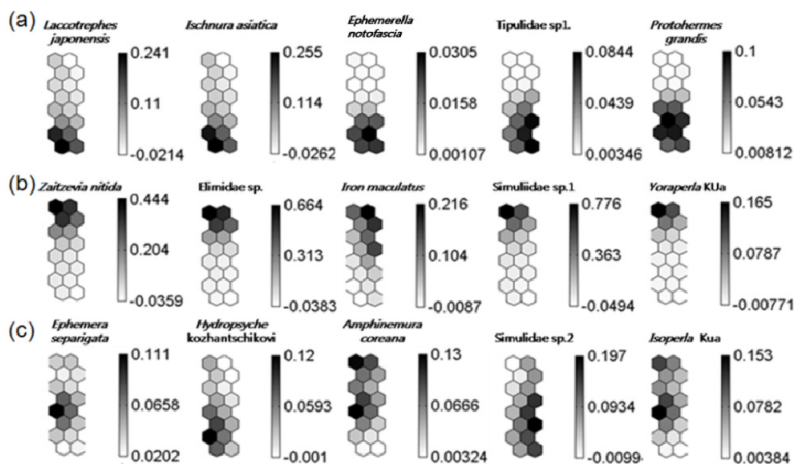 (a)
Laccotrephes
japonensis
0.241
0.11
-0.0214
Ischnura asiatica
0.255
0.114
-0.0262
Ephemerella
notofascia
0.0305
0.0158
0.00107
Tipulidae sp1.
0.0844
0.0439
0.00346
Protohermes
grandis
0.1
0.0543
0.00812
(b)
Zaitzevia nitida
0.444
0.204
-0.0359
Elimidae sp.
0.664
0.313
-0.0383
Iron maculatus
0.216
0.104
-0.0087
Simuliidae sp.1
0.776
0.363
-0.0494
Yoraperla KUa
0.165
0.0787
-0.00771
(c)
Ephemera
separigata
0.111
0.0658
0.0202
Hydropsyche
kozhantschikovi
0.12
0.0593
-0.001
Amphinemura
coreana
0.13
0.0666
0.00324
Simulidae sp.2
0.197
0.0934
-0.0099
Isoperla Kua
0.153
0.0782
0.00384